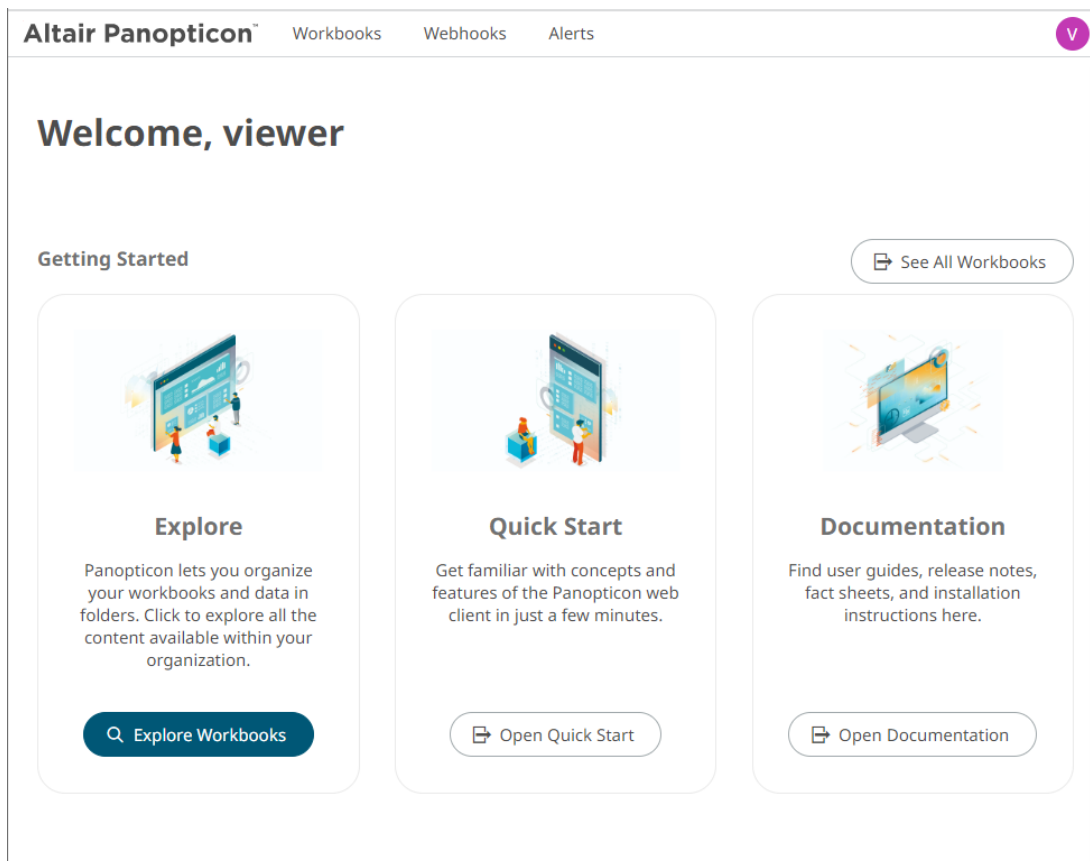 Altair Panopticon™ Workbooks Webhooks Alerts V
Welcome, viewer
Getting Started
See All Workbooks
Explore
Panopticon lets you organize
your workbooks and data in
folders. Click to explore all the
content available within your
organization.
Explore Workbooks
Quick Start
Get familiar with concepts and
features of the Panopticon web
client in just a few minutes.
Open Quick Start
Documentation
Find user guides, release notes,
fact sheets, and installation
instructions here.
Open Documentation